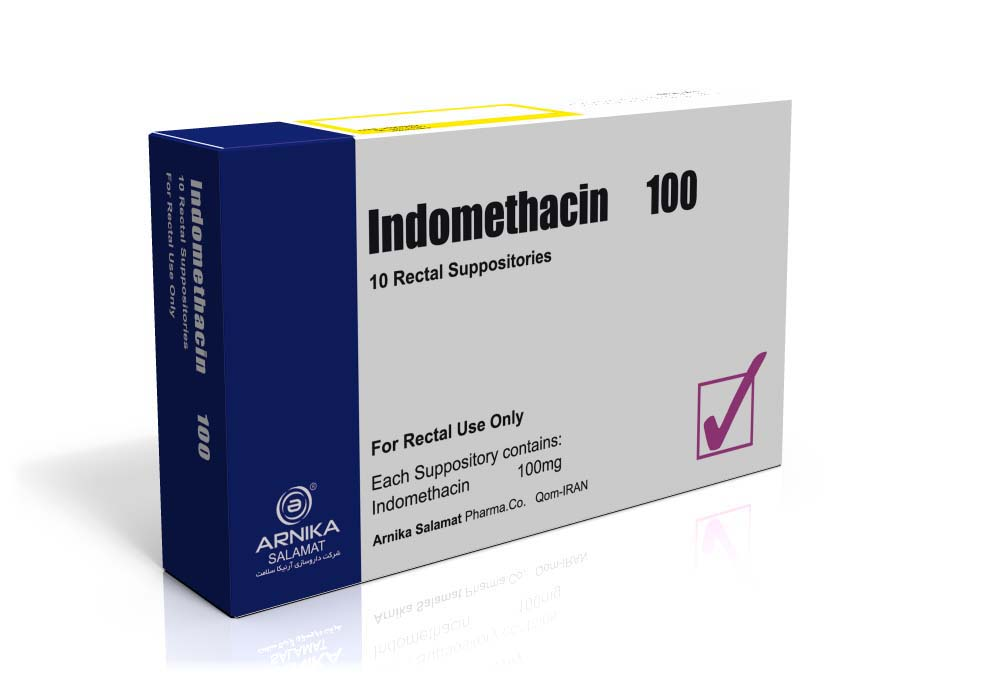 Indomethacin 100
10 Rectal Suppositories
For Rectal Use Only
Indomethacin 100
10 Rectal Suppositories
For Rectal Use Only
Each Suppository contains:
Indomethacin 100mg
Arnika Salamat Pharma.Co. Qom-IRAN
a
®
ARNIKA
SALAMAT
شرکت داروسازی آرنیکا سلامت